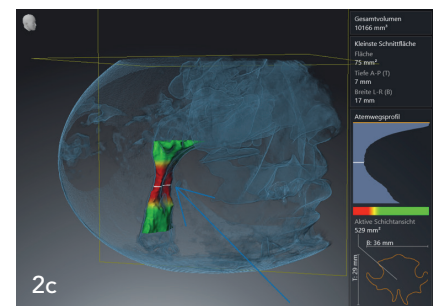 Gesamtvolumen
10166 mm³
Kleinste Schnittfläche
Fläche
75 mm²
Tiefe A-P (T)
7 mm
Breite L-R (B)
17 mm
Atemwegsprofil
Aktive Schichtansicht
529 mm²
B: 36 mm
T: 29 mm
2c